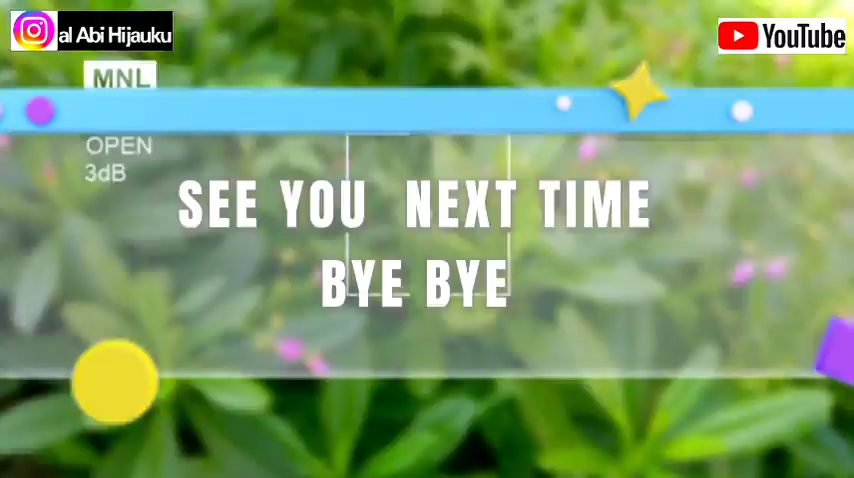 al Abi Hijauku
YouTube
MNL
OPEN
3dB
SEE YOU NEXT TIME
BYE BYE